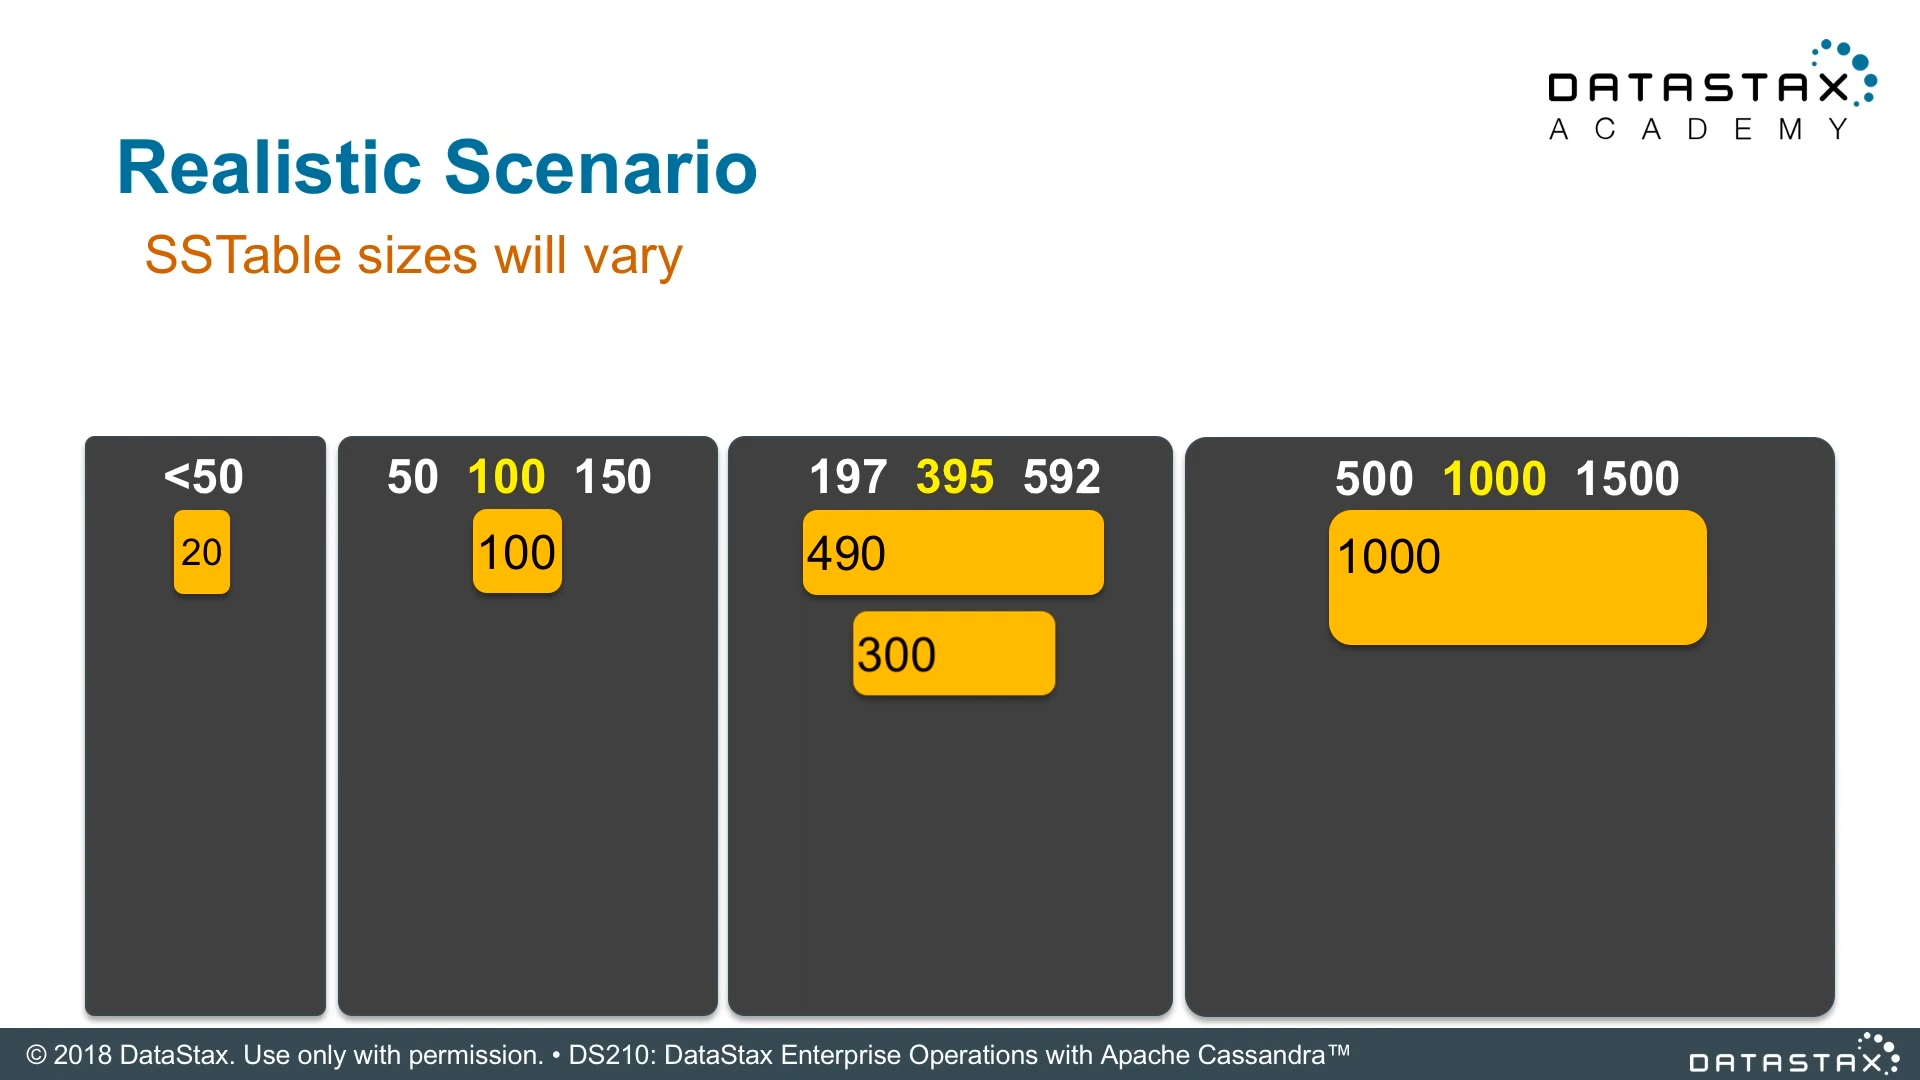 DATASTAX
ACADEMY
Realistic Scenario
SSTable sizes will vary
<50
20
50 100 150
100
197 395 592
490
300
500 1000 1500
1000
© 2018 DataStax. Use only with permission. • DS210: DataStax Enterprise Operations with Apache Cassandra™
DATASTAX